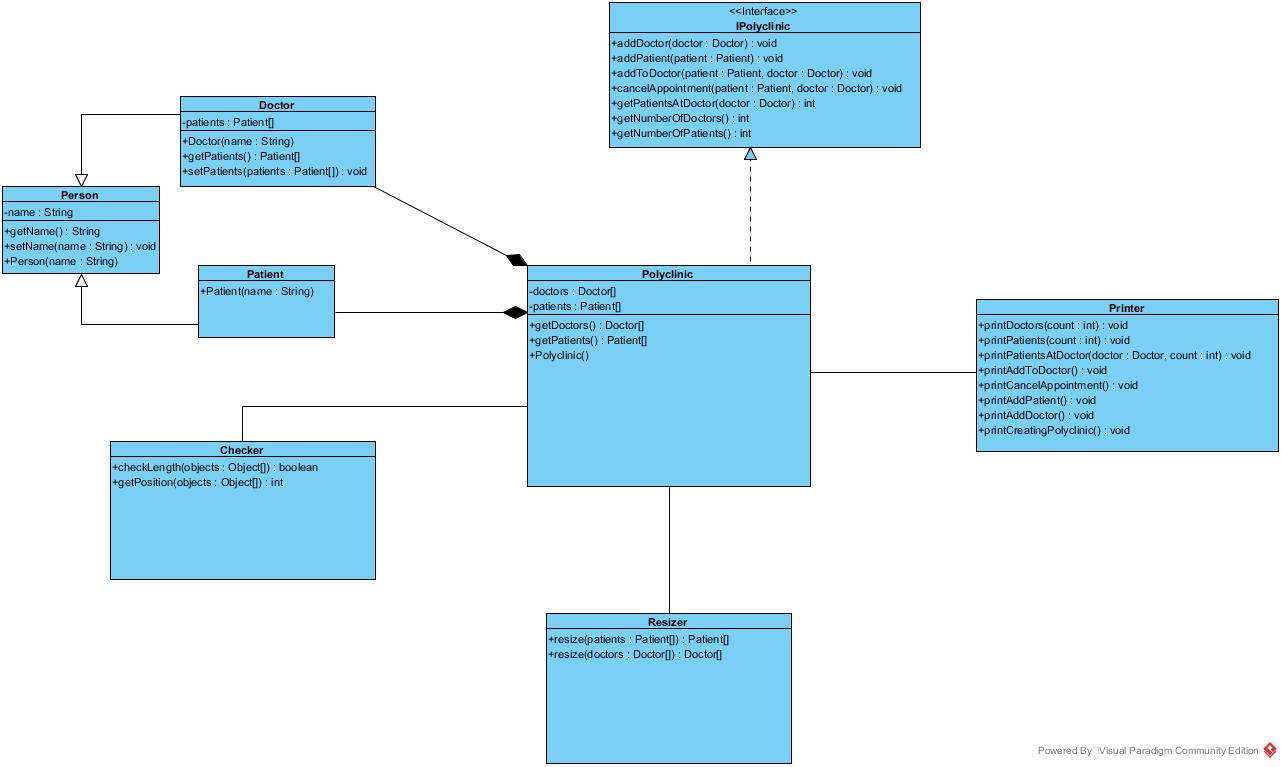 <<Interface>>
IPolyclinic
+addDoctor(doctor : Doctor) : void
+addPatient(patient : Patient) : void
+addToDoctor(patient : Patient, doctor : Doctor) : void
+cancelAppointment(patient : Patient, doctor : Doctor) : void
+getPatientsAtDoctor(doctor : Doctor) : int
+getNumberOfDoctors() : int
+getNumberOfPatients() : int
Doctor
-patients : Patient[]
+Doctor(name : String)
+getPatients() : Patient[]
+setPatients(patients : Patient[]) : void
Person
-name : String
+getName() : String
+setName(name : String) : void
+Person(name : String)
Patient
+Patient(name : String)
Polyclinic
-doctors : Doctor[]
-patients : Patient[]
+getDoctors() : Doctor[]
+getPatients() : Patient[]
+Polyclinic()
Printer
+printDoctors(count : int) : void
+printPatients(count : int) : void
+printPatientsAtDoctor(doctor : Doctor, count : int) : void
+printAddToDoctor() : void
+printCancelAppointment() : void
+printAddPatient() : void
+printAddDoctor() : void
+printCreatingPolyclinic() : void
Checker
+checkLength(objects : Object[]) : boolean
+getPosition(objects : Object[]) : int
Resizer
+resize(patients : Patient[]) : Patient[]
+resize(doctors : Doctor[]) : Doctor[]
Powered By Visual Paradigm Community Edition